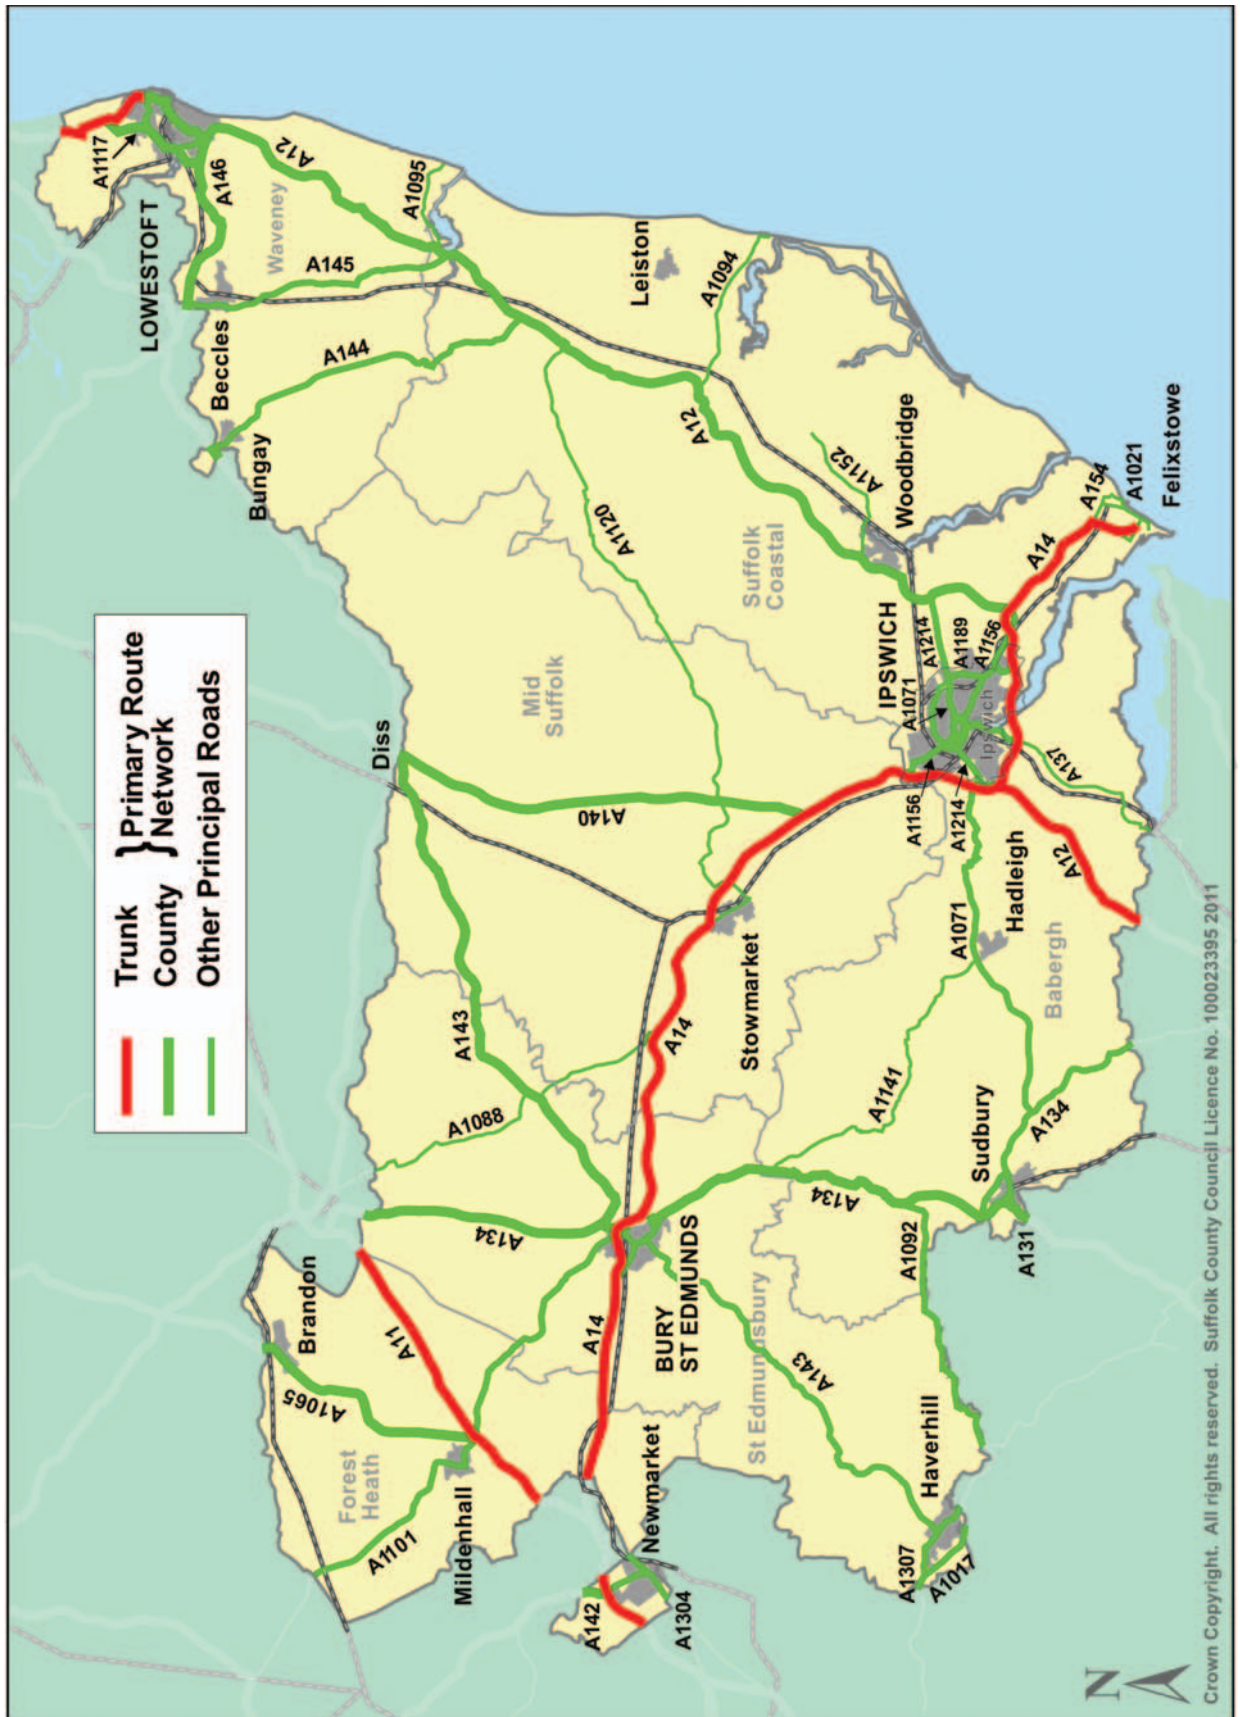 Trunk
County
}Primary Route
Network
Other Principal Roads
A1117
LOWESTOFT
A146
A12
Waveney
A1095
A145
Beccles
A144
Bungay
Leiston
A1094
A12
A1152
Woodbridge
A1120
Suffolk
Coastal
Mid
Suffolk
Diss
A140
A143
A1088
A134
Brandon
A11
A1065
Forest
Heath
A1101
Mildenhall
A14
BURY
ST EDMUNDS
A14
Stowmarket
IPSWICH
A1071
A1214
A1189
A1156
Ipswich
A1156
A1214
A14
A154
A1021
Felixstowe
A137
A12
Hadleigh
A1071
Babergh
A1141
Sudbury
A134
A134
A1092
A131
St Edmundsbury
A143
Haverhill
A1307
A1017
Newmarket
A142
A1304
N
Crown Copyright. All rights reserved. Suffolk County Council Licence No. 100023395 2011